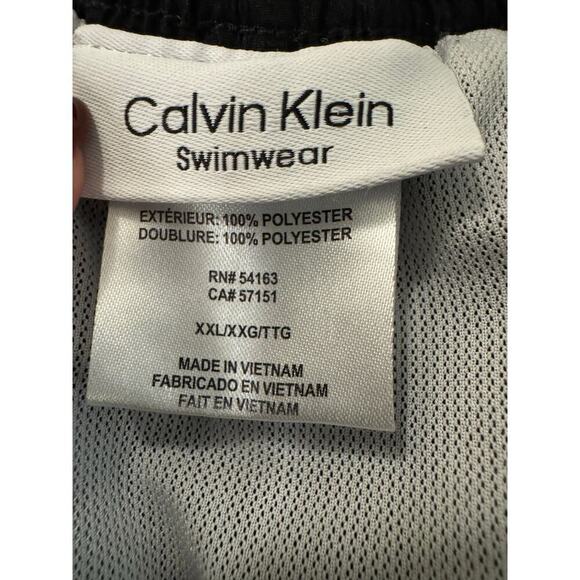 Calvin Klein
Swimwear
EXTÉRIEUR: 100% POLYESTER
DOUBLURE: 100% POLYESTER
RN# 54163
CA# 57151
XXL/XXG/TTG
MADE IN VIETNAM
FABRICADO EN VIETNAM
FAIT EN VIETNAM